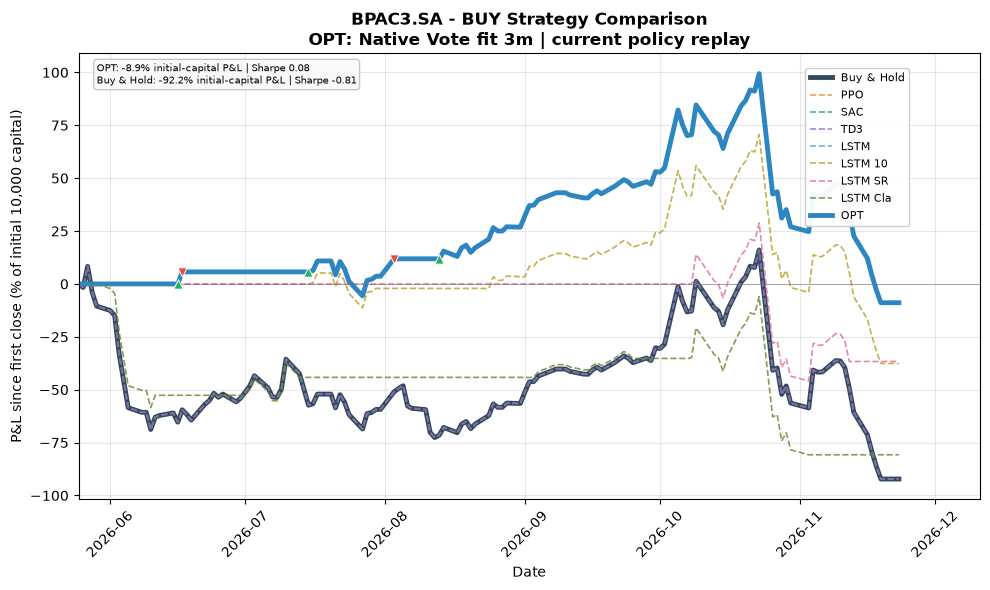 BPAC3.SA - BUY Strategy Comparison
OPT: Native Vote fit 3m | current policy replay
OPT: -8.9% initial-capital P&L | Sharpe 0.08
Buy & Hold: -92.2% initial-capital P&L | Sharpe -0.81
Buy & Hold
PPO
SAC
TD3
LSTM
LSTM 10
LSTM SR
LSTM Cla
OPT
P&L since first close (% of initial 10,000 capital)
100
75
50
25
0
−25
−50
−75
−100
2026-06
2026-07
2026-08
2026-09
2026-10
2026-11
2026-12
Date